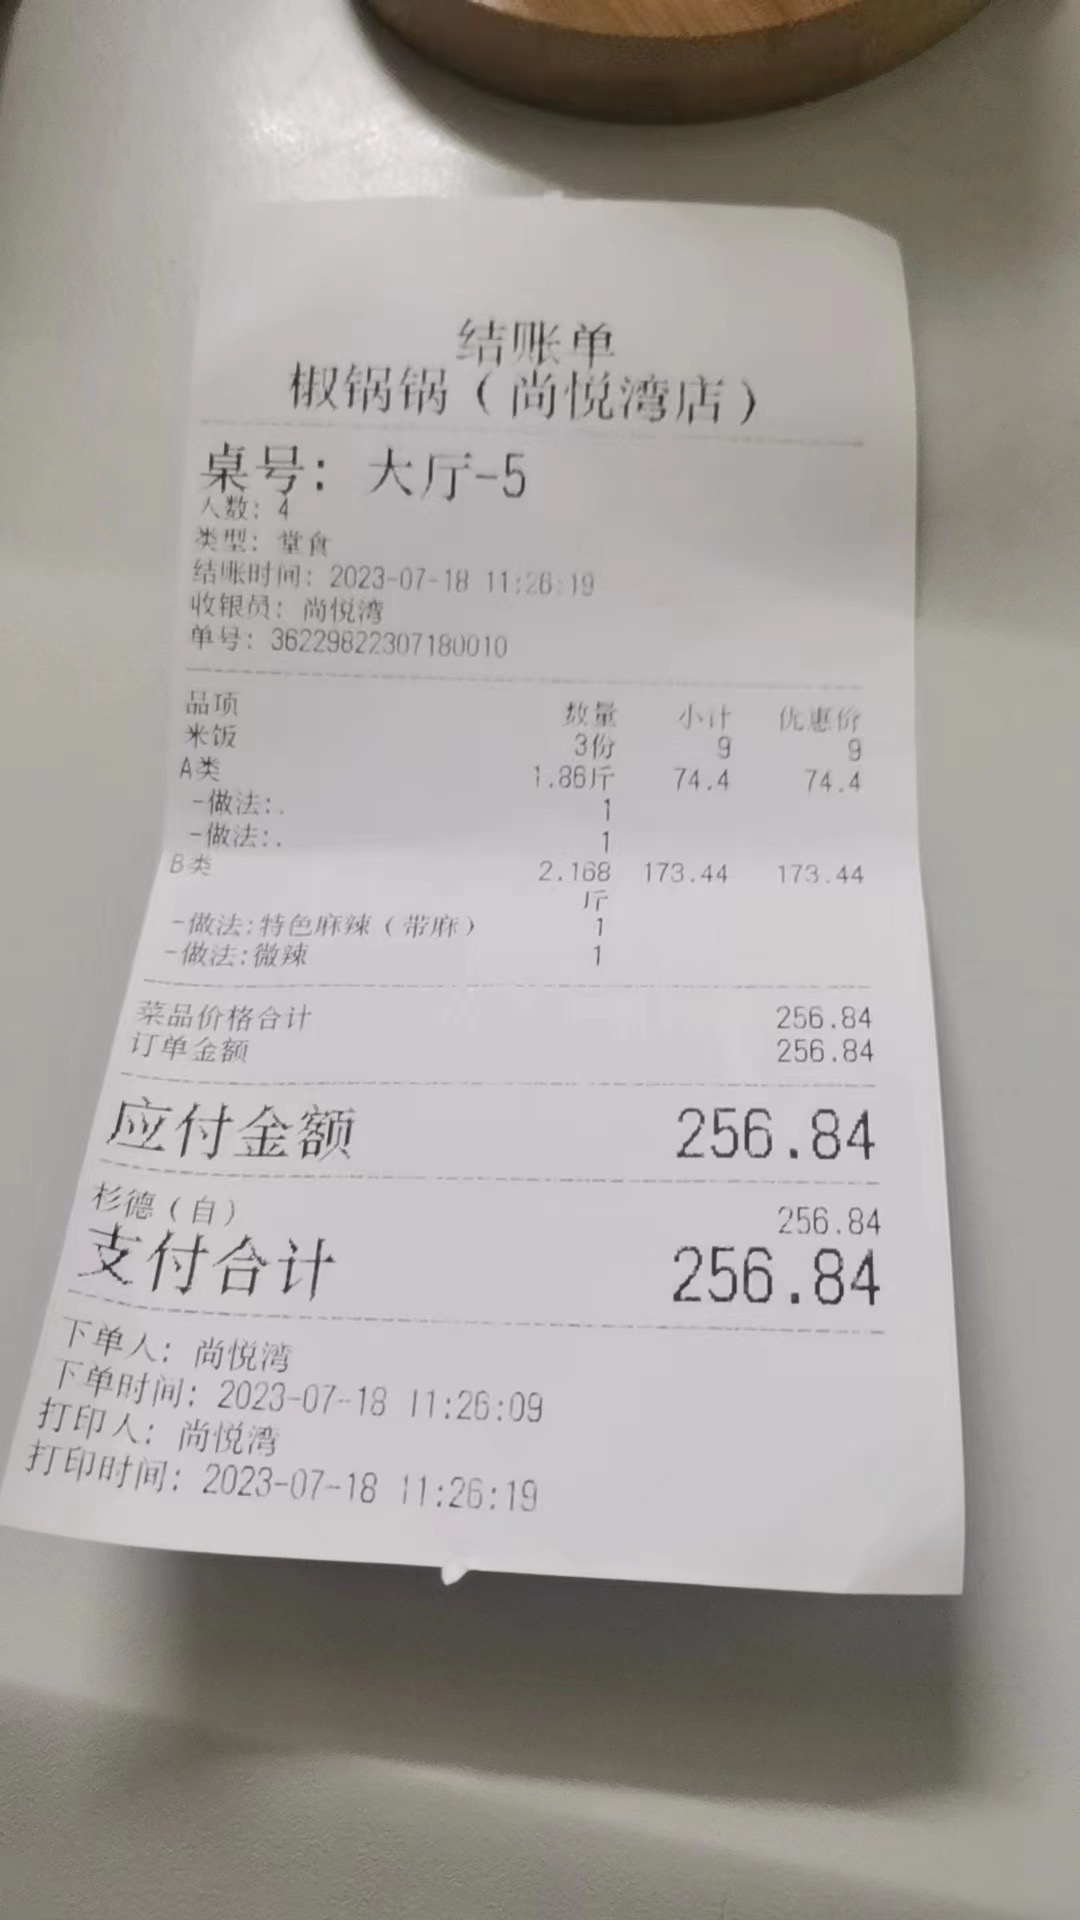 结账单
椒锅锅（尚悦湾店）
桌号：大厅-5
人数：4
类型：堂食
结账时间：2023-07-18 11:26:19
收银员：尚悦湾
单号：36229822307180010
品项 数量 小计 优惠价
米饭 3份 9 9
A类 1.86斤 74.4 74.4
-做法:. 1
-做法:. 1
B类 2.168 173.44 173.44
斤
-做法:特色麻辣（带麻） 1
-做法:微辣 1
菜品价格合计 256.84
订单金额 256.84
应付金额 256.84
杉德（自） 256.84
支付合计 256.84
下单人：尚悦湾
下单时间：2023-07-18 11:26:09
打印人：尚悦湾
打印时间：2023-07-18 11:26:19